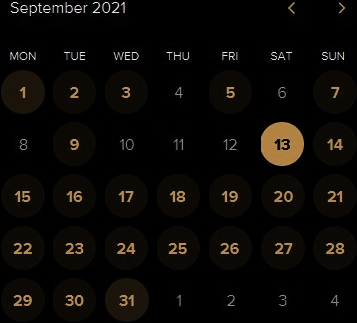 September 2021 < >
MON TUE WED THU FRI SAT SUN
1 2 3 4 5 6 7
8 9 10 11 12 13 14
15 16 17 18 19 20 21
22 23 24 25 26 27 28
29 30 31 1 2 3 4